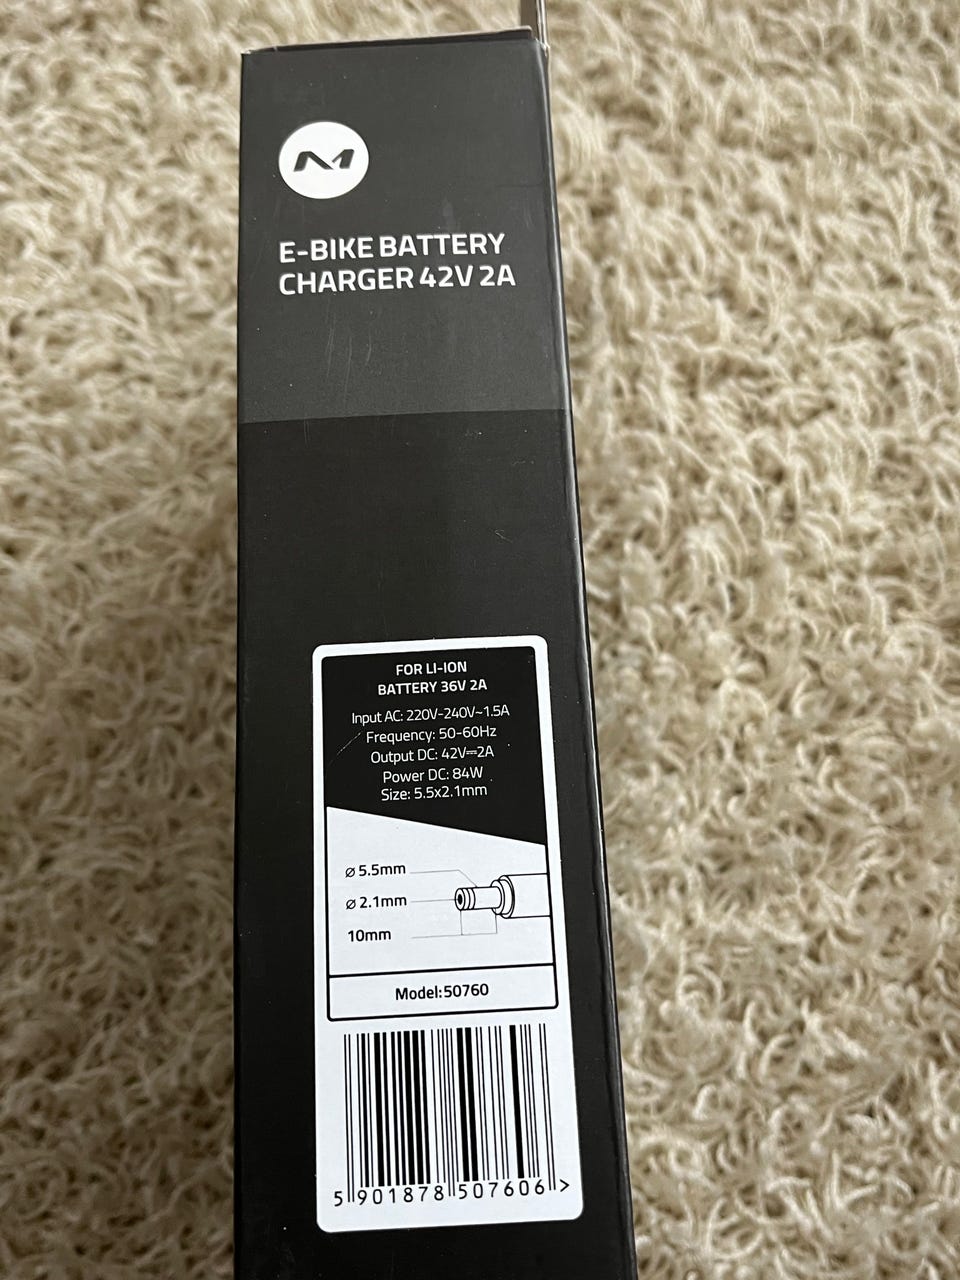 E-BIKE BATTERY
CHARGER 42V 2A
FOR LI-ION
BATTERY 36V 2A
Input AC: 220V-240V~1.5A
Frequency: 50-60Hz
Output DC: 42V⎓2A
Power DC: 84W
Size: 5.5x2.1mm
⌀ 5.5mm
⌀ 2.1mm
10mm
Model:50760
5 901878 507606 >